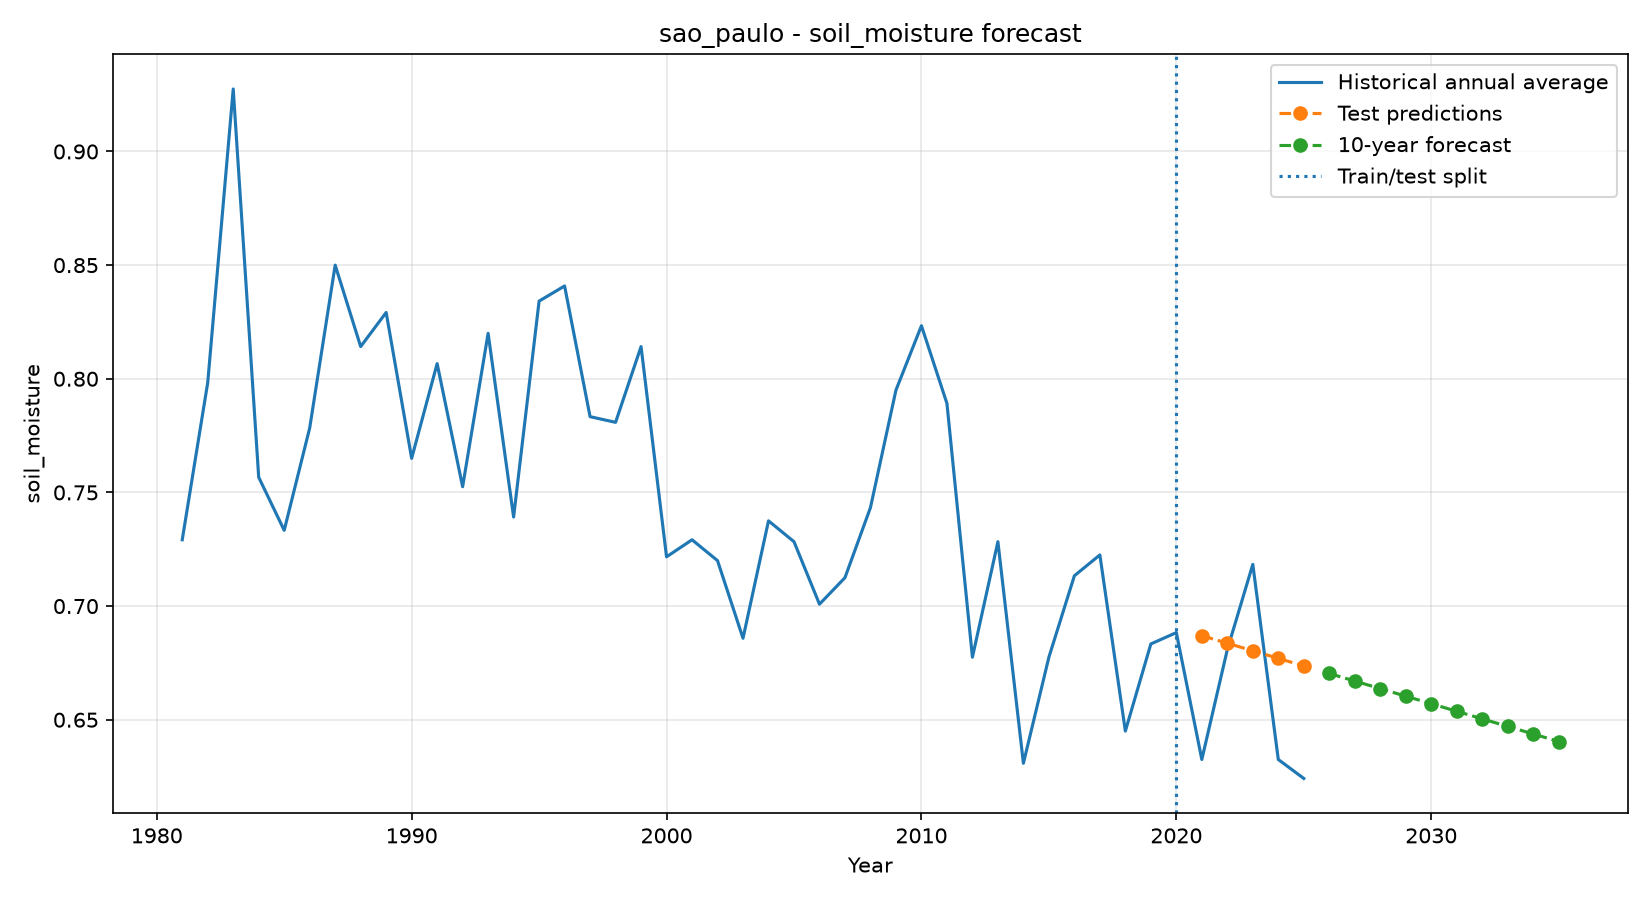 sao_paulo - soil_moisture forecast
Historical annual average
Test predictions
10-year forecast
Train/test split
soil_moisture
0.90
0.85
0.80
0.75
0.70
0.65
1980 1990 2000 2010 2020 2030
Year